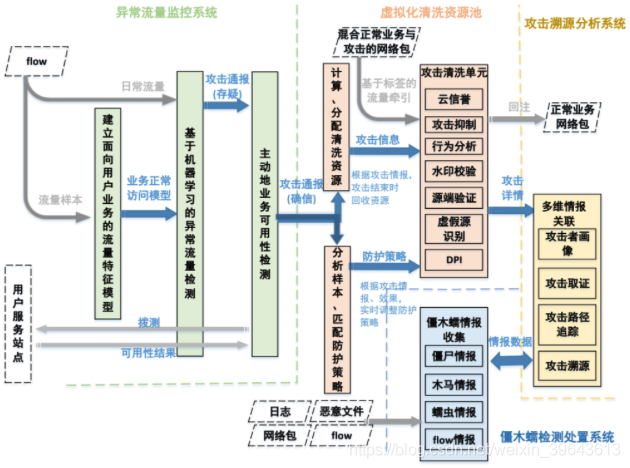 异常流量监控系统
虚拟化清洗资源池
攻击溯源分析系统
flow
混合正常业务与
攻击的网络包
日常流量
攻击通报
(存疑)
基于标签的
流量牵引
计算、分配清洗资源
攻击清洗单元
云信誉
攻击抑制
行为分析
水印校验
源端验证
虚假源
识别
DPI
回注
正常业务
网络包
建立面向用户业务的流量特征模型
基于机器学习的异常流量检测
主动地业务可用性检测
攻击信息
根据攻击情报，
攻击结束时
回收资源
流量样本
业务正常
访问模型
攻击通报
(确信)
攻击
详情
多维情报
关联
攻击者画
像
攻击取证
攻击路径
追踪
攻击溯源
分析样本、匹配防护策略
防护策略
根据攻击情
报、效果，
实时调整防护
策略
用户服务站点
拨测
可用性结果
僵木蠕情报
收集
僵尸情报
木马情报
蠕虫情报
flow情报
情报数据
日志
恶意文件
网络包
flow
僵木蠕检测处置系统
https://blog.csdn.net/weixin_39643613